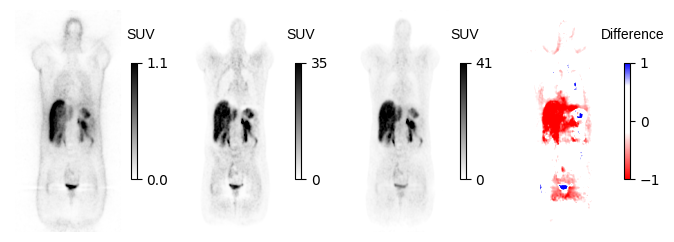 SUV SUV SUV Difference
1.1 35 41 1
0
0.0 0 0 −1